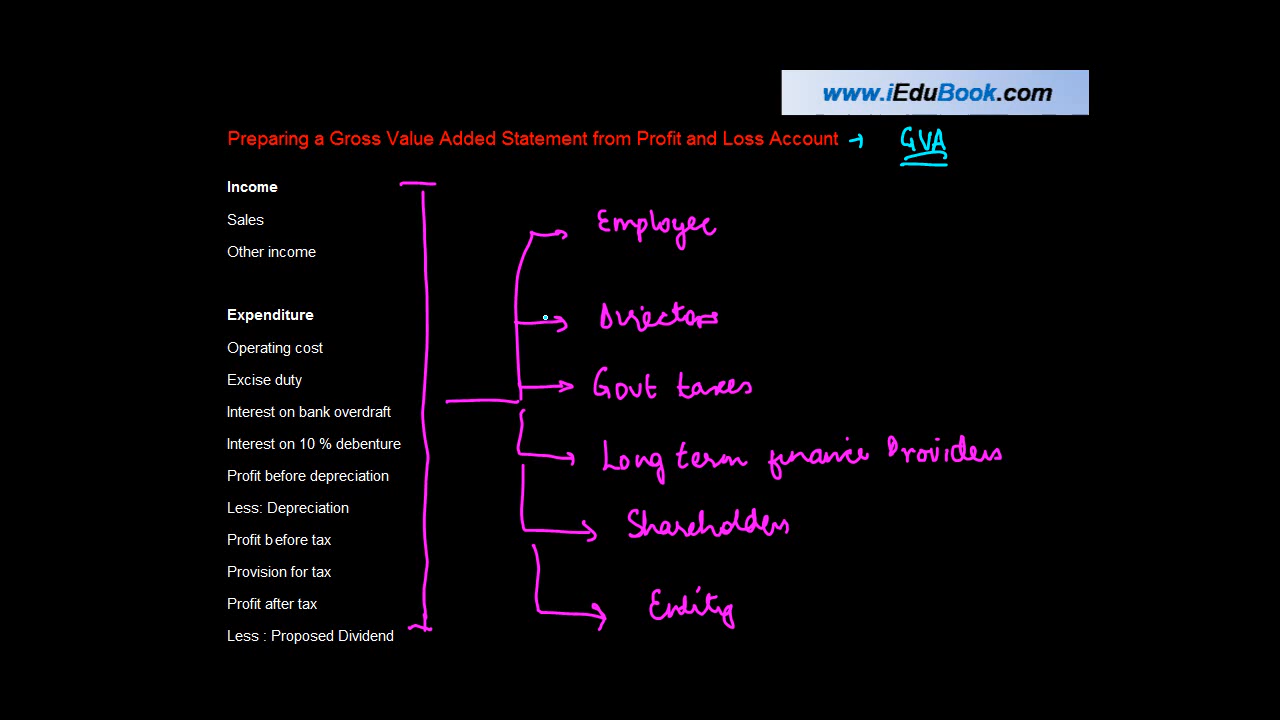 www.iEduBook.com
Preparing a Gross Value Added Statement from Profit and Loss Account → GVA
Income
Sales
Other income
Expenditure
Operating cost
Excise duty
Interest on bank overdraft
Interest on 10 % debenture
Profit before depreciation
Less: Depreciation
Profit before tax
Provision for tax
Profit after tax
Less : Proposed Dividend
Employee
Directors
Govt taxes
Long term finance Providers
Shareholders
Entity